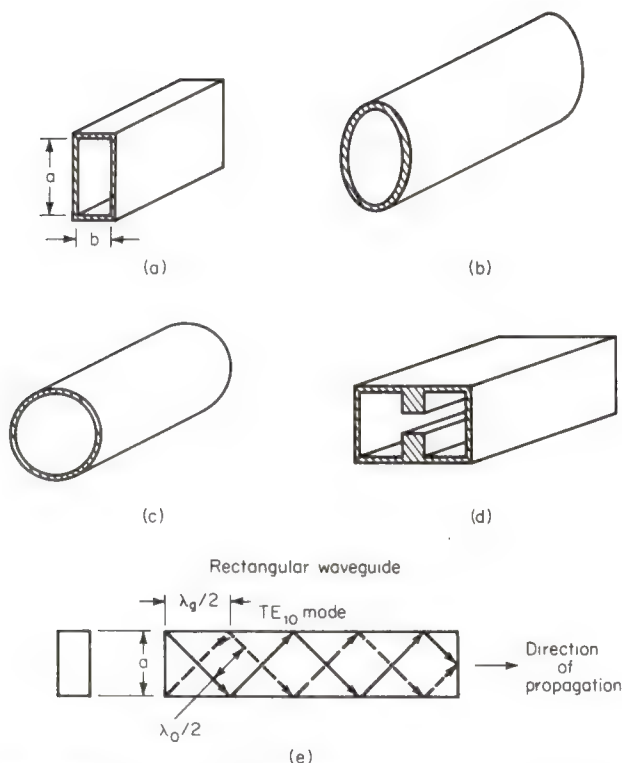 a
b
(a)
(b)
(c)
(d)
Rectangular waveguide
λg/2
TE10 mode
a
Direction
of
propagation
λ0/2
(e)